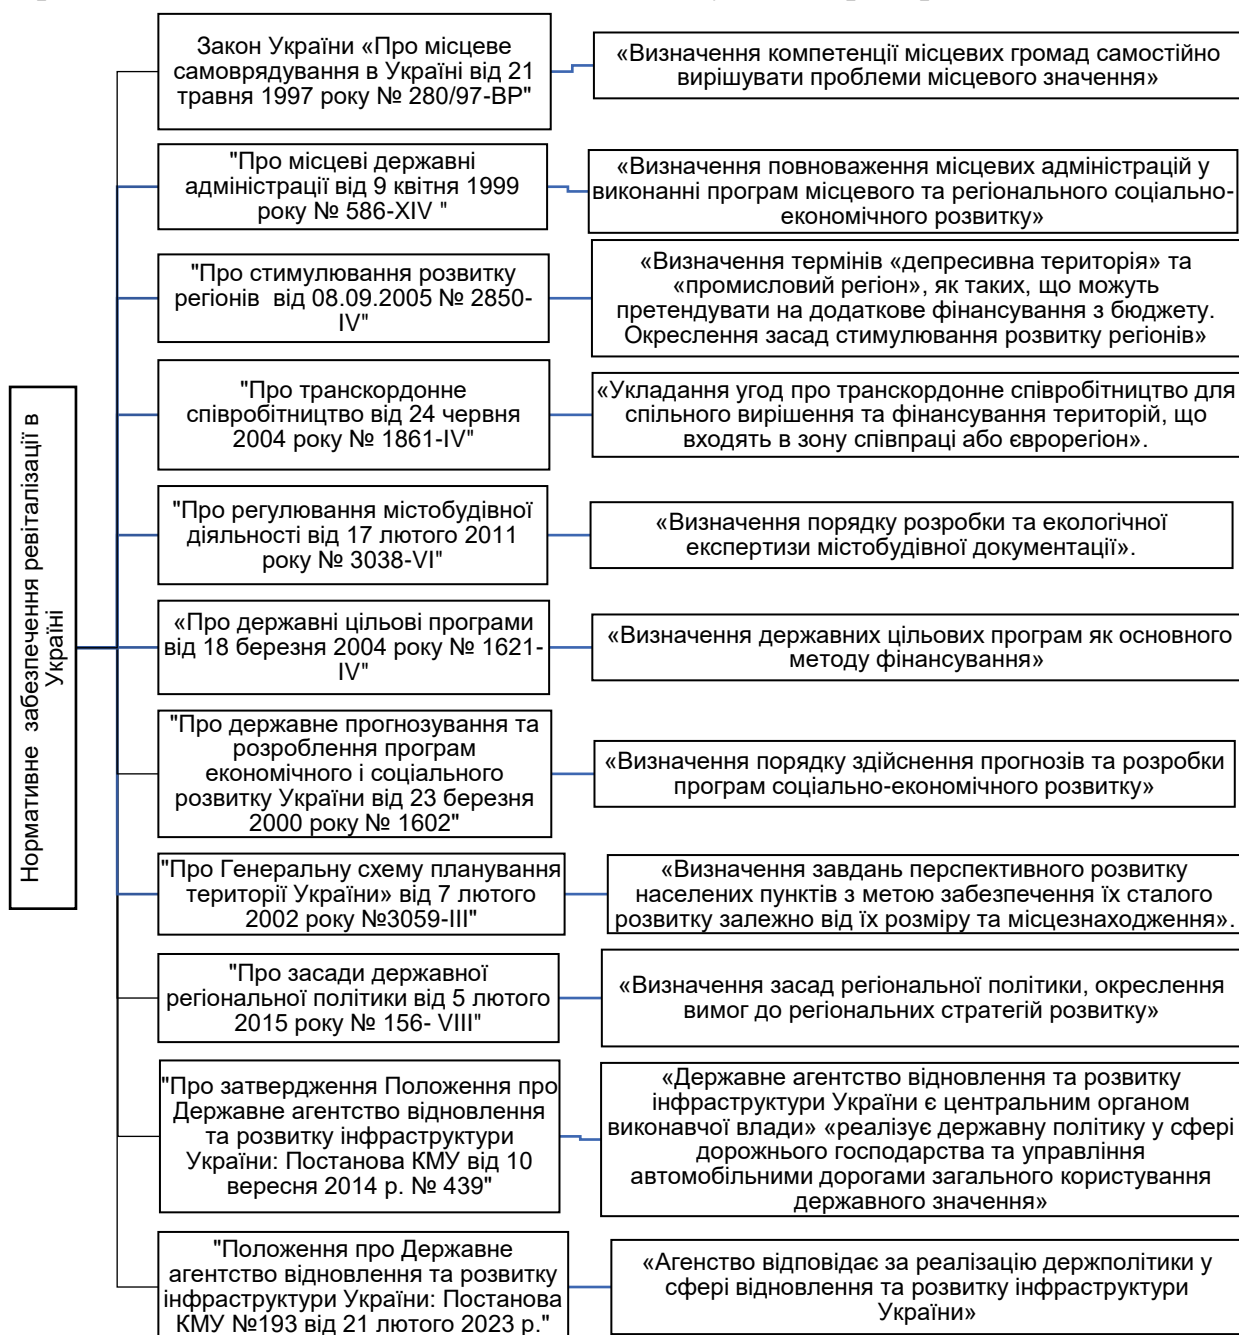 Нормативне забезпечення ревіталізації в
Україні
Закон України «Про місцеве
самоврядування в Україні від 21
травня 1997 року № 280/97-ВР"
«Визначення компетенції місцевих громад самостійно
вирішувати проблеми місцевого значення»
"Про місцеві державні
адміністрації від 9 квітня 1999
року № 586-XIV "
«Визначення повноваження місцевих адміністрацій у
виконанні програм місцевого та регіонального соціально-
економічного розвитку»
"Про стимулювання розвитку
регіонів від 08.09.2005 № 2850-
IV"
«Визначення термінів «депресивна територія» та
«промисловий регіон», як таких, що можуть
претендувати на додаткове фінансування з бюджету.
Окреслення засад стимулювання розвитку регіонів»
"Про транскордонне
співробітництво від 24 червня
2004 року № 1861-IV"
«Укладання угод про транскордонне співробітництво для
спільного вирішення та фінансування територій, що
входять в зону співпраці або єврорегіон».
"Про регулювання містобудівної
діяльності від 17 лютого 2011
року № 3038-VI"
«Визначення порядку розробки та екологічної
експертизи містобудівної документації».
«Про державні цільові програми
від 18 березня 2004 року № 1621-
IV"
«Визначення державних цільових програм як основного
методу фінансування»
"Про державне прогнозування та
розроблення програм
економічного і соціального
розвитку України від 23 березня
2000 року № 1602"
«Визначення порядку здійснення прогнозів та розробки
програм соціально-економічного розвитку»
"Про Генеральну схему планування
території України» від 7 лютого
2002 року №3059-III"
«Визначення завдань перспективного розвитку
населених пунктів з метою забезпечення їх сталого
розвитку залежно від їх розміру та місцезнаходження».
"Про засади державної
регіональної політики від 5 лютого
2015 року № 156- VIII"
«Визначення засад регіональної політики, окреслення
вимог до регіональних стратегій розвитку»
"Про затвердження Положення про
Державне агентство відновлення
та розвитку інфраструктури
України: Постанова КМУ від 10
вересня 2014 р. № 439"
«Державне агентство відновлення та розвитку
інфраструктури України є центральним органом
виконавчої влади» «реалізує державну політику у сфері
дорожнього господарства та управління
автомобільними дорогами загального користування
державного значення»
"Положення про Державне
агентство відновлення та розвитку
інфраструктури України: Постанова
КМУ №193 від 21 лютого 2023 р."
«Агенство відповідає за реалізацію держполітики у
сфері відновлення та розвитку інфраструктури
України»